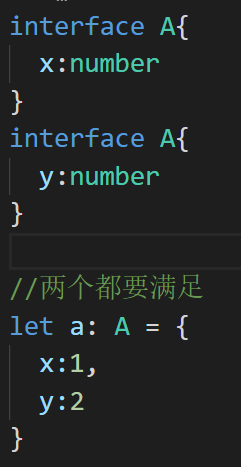 interface A{
  x:number
}
interface A{
  y:number
}

//两个都要满足
let a: A = {
  x:1,
  y:2
}